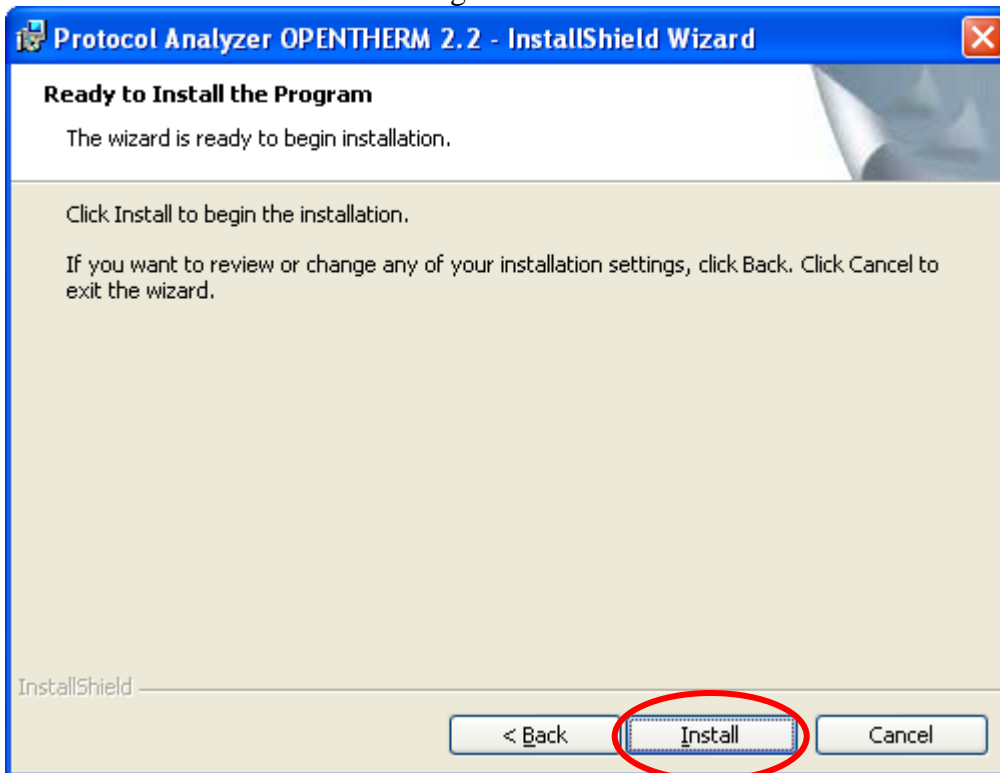 Protocol Analyzer OPENTHERM 2.2 - InstallShield Wizard
Ready to Install the Program
The wizard is ready to begin installation.
Click Install to begin the installation.
If you want to review or change any of your installation settings, click Back. Click Cancel to
exit the wizard.
InstallShield
< Back Install Cancel